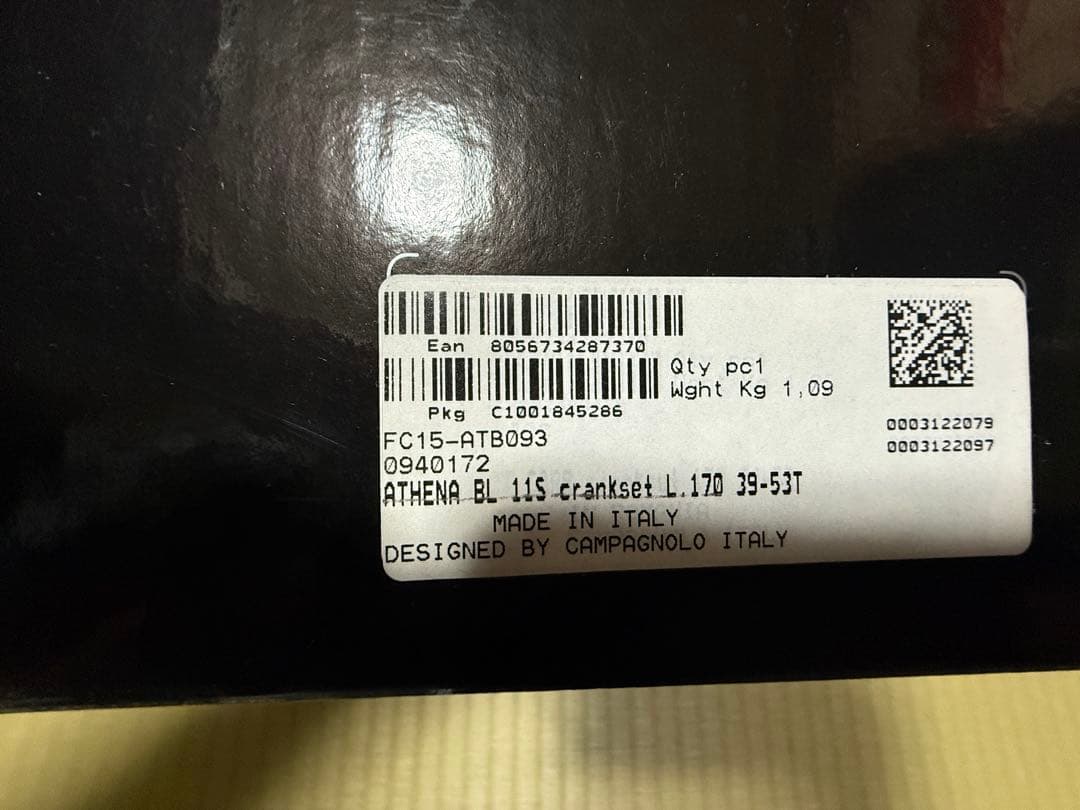 Ean 8056734287370
Qty pc1
Wght Kg 1,09
Pkg C1001845286
0003122079
0003122097
FC15-ATB093
0940172
ATHENA BL 11S crankset L.170 39-53T
MADE IN ITALY
DESIGNED BY CAMPAGNOLO ITALY